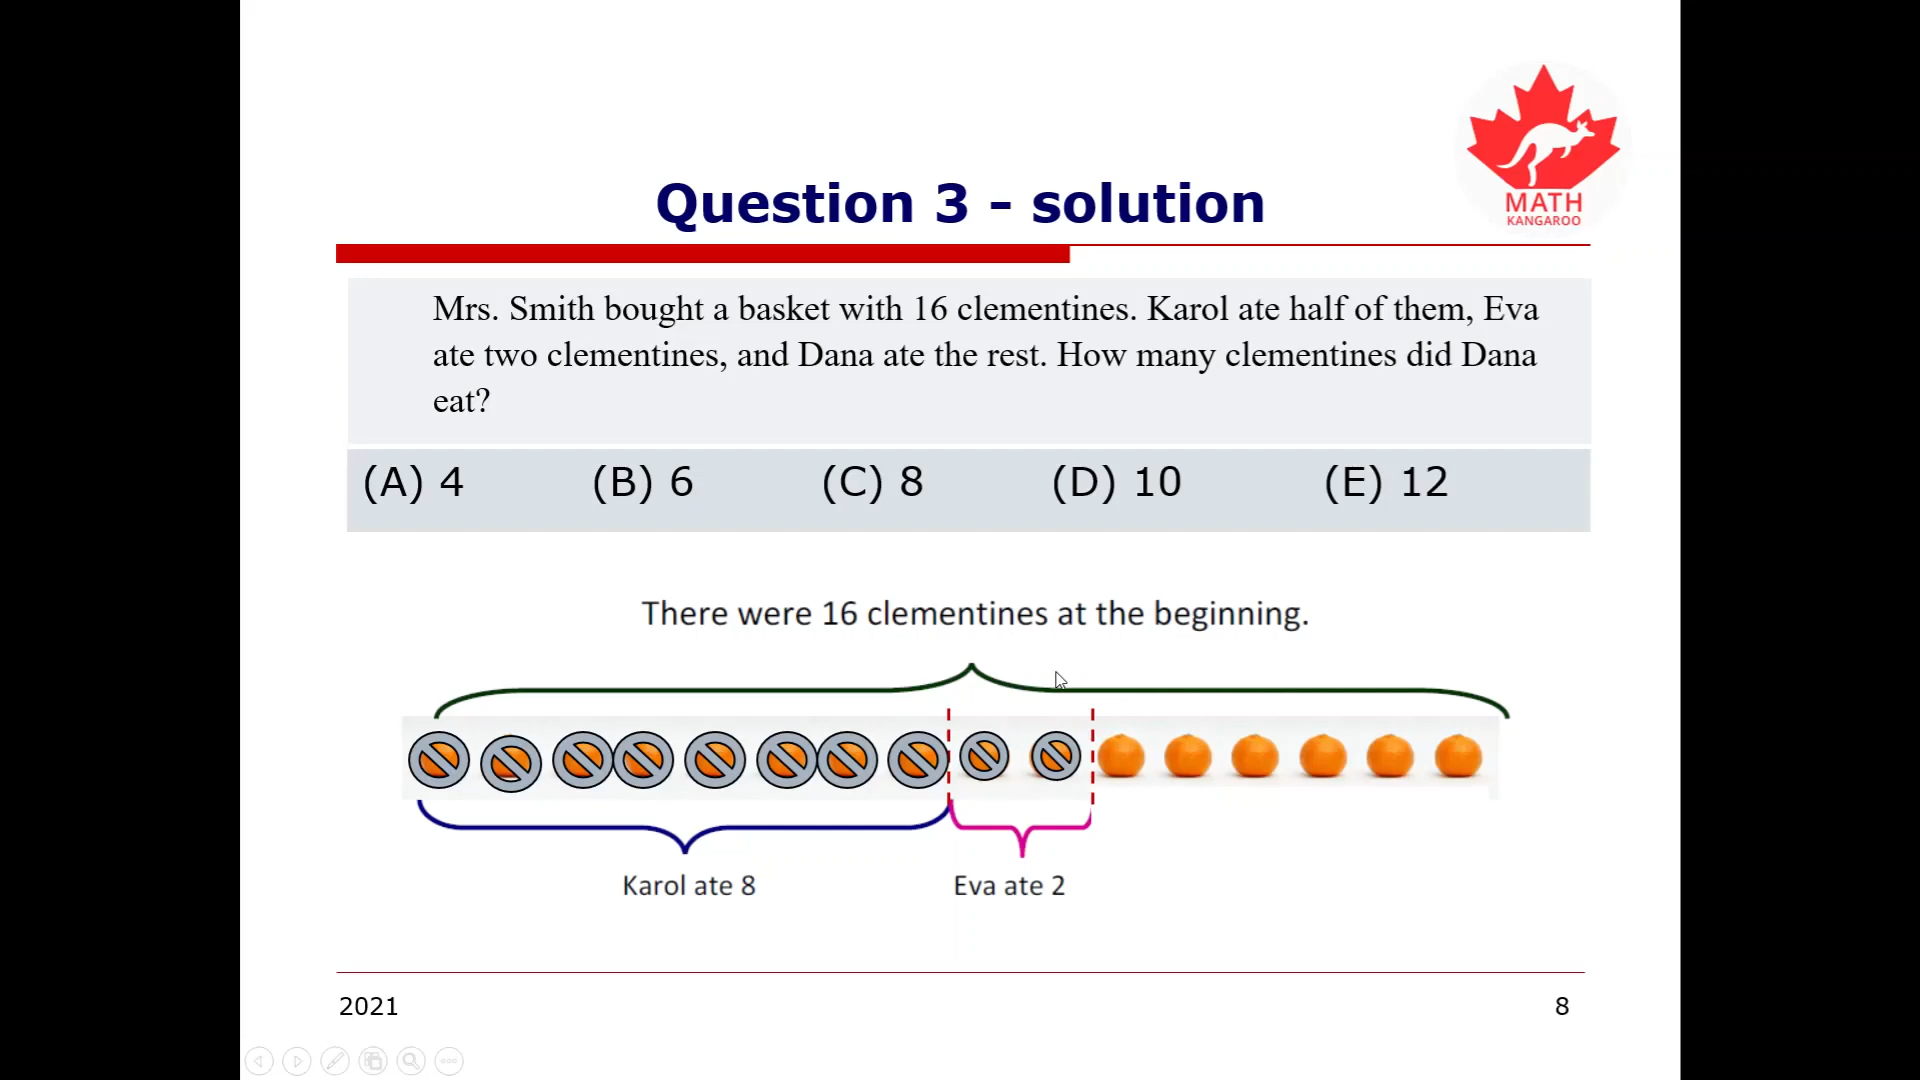 MATH
KANGAROO
Question 3 - solution
Mrs. Smith bought a basket with 16 clementines. Karol ate half of them, Eva
ate two clementines, and Dana ate the rest. How many clementines did Dana
eat?
(A) 4 (B) 6 (C) 8 (D) 10 (E) 12
There were 16 clementines at the beginning.
Karol ate 8 Eva ate 2
2021 8